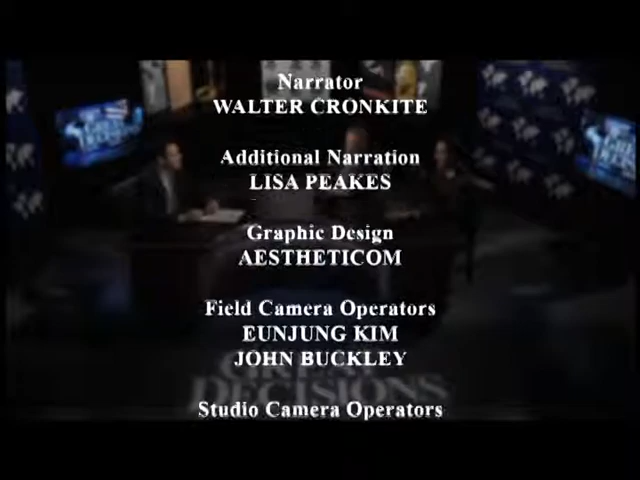 Narrator
WALTER CRONKITE
Additional Narration
LISA PEAKES
Graphic Design
AESTHETICOM
Field Camera Operators
EUNJUNG KIM
JOHN BUCKLEY
DECISIONS
Studio Camera Operators